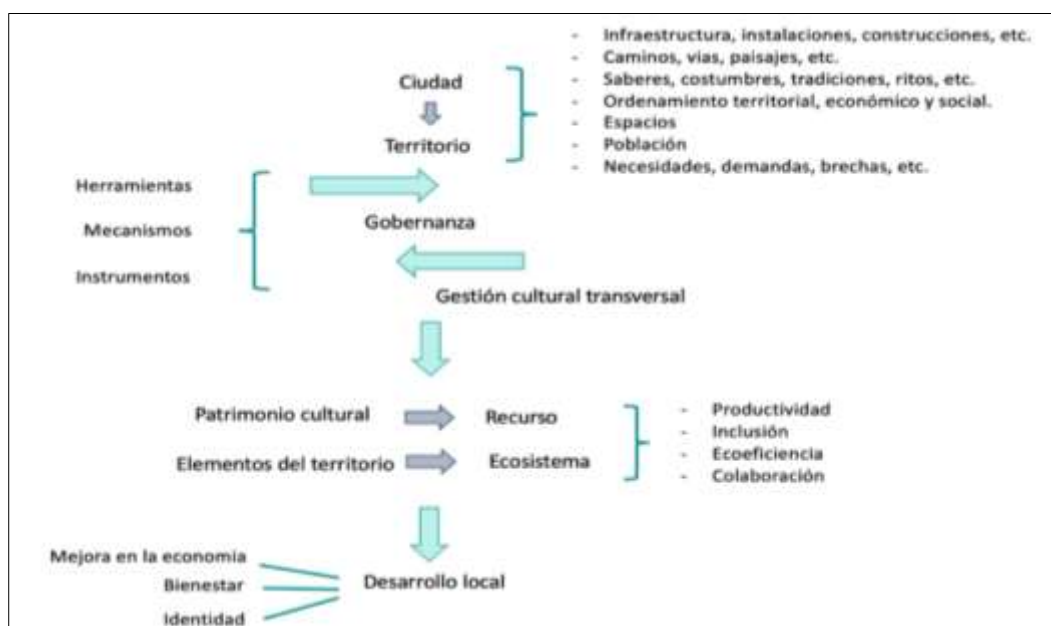 - Infraestructura, instalaciones, construcciones, etc.
- Caminos, vías, paisajes, etc.
- Saberes, costumbres, tradiciones, ritos, etc.
- Ordenamiento territorial, económico y social.
- Espacios
- Población
- Necesidades, demandas, brechas, etc.
Ciudad
Territorio
Herramientas
Mecanismos
Instrumentos
Gobernanza
Gestión cultural transversal
Patrimonio cultural
Recurso
Elementos del territorio
Ecosistema
- Productividad
- Inclusión
- Ecoeficiencia
- Colaboración
Mejora en la economía
Bienestar
Identidad
Desarrollo local